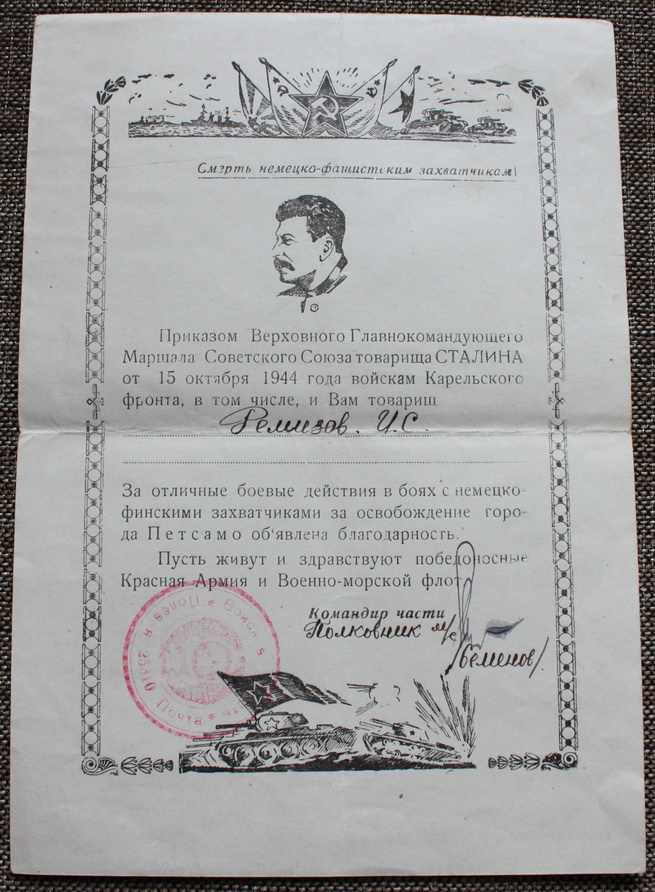 Смерть немецко-фашистским захватчикам!
Приказом Верховного Главнокомандующего
Маршала Советского Союза товарища СТАЛИНА
от 15 октября 1944 года войскам Карельского
фронта, в том числе, и Вам товарищ
Ремизов. И.С.
За отличные боевые действия в боях с немецко-
финскими захватчиками за освобождение горо-
да Петсамо об'явлена благодарность.
Пусть живут и здравствуют победоносные
Красная Армия и Военно-морской флот
Командир части
Полковник м/с
/Семенов/.
Полев
Почта